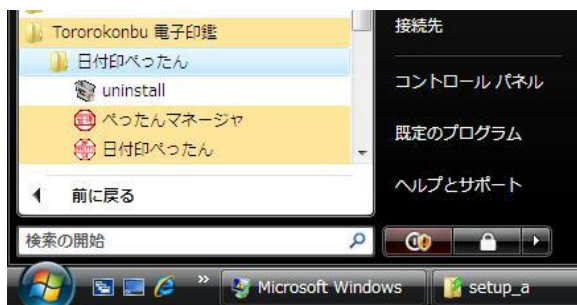 Tororokonbu 電子印鑑
日付印ぺったん
uninstall
ぺったんマネージャ
日付印ぺったん
前に戻る
検索の開始
接続先
コントロール パネル
既定のプログラム
ヘルプとサポート
» Microsoft Windows
setup_a